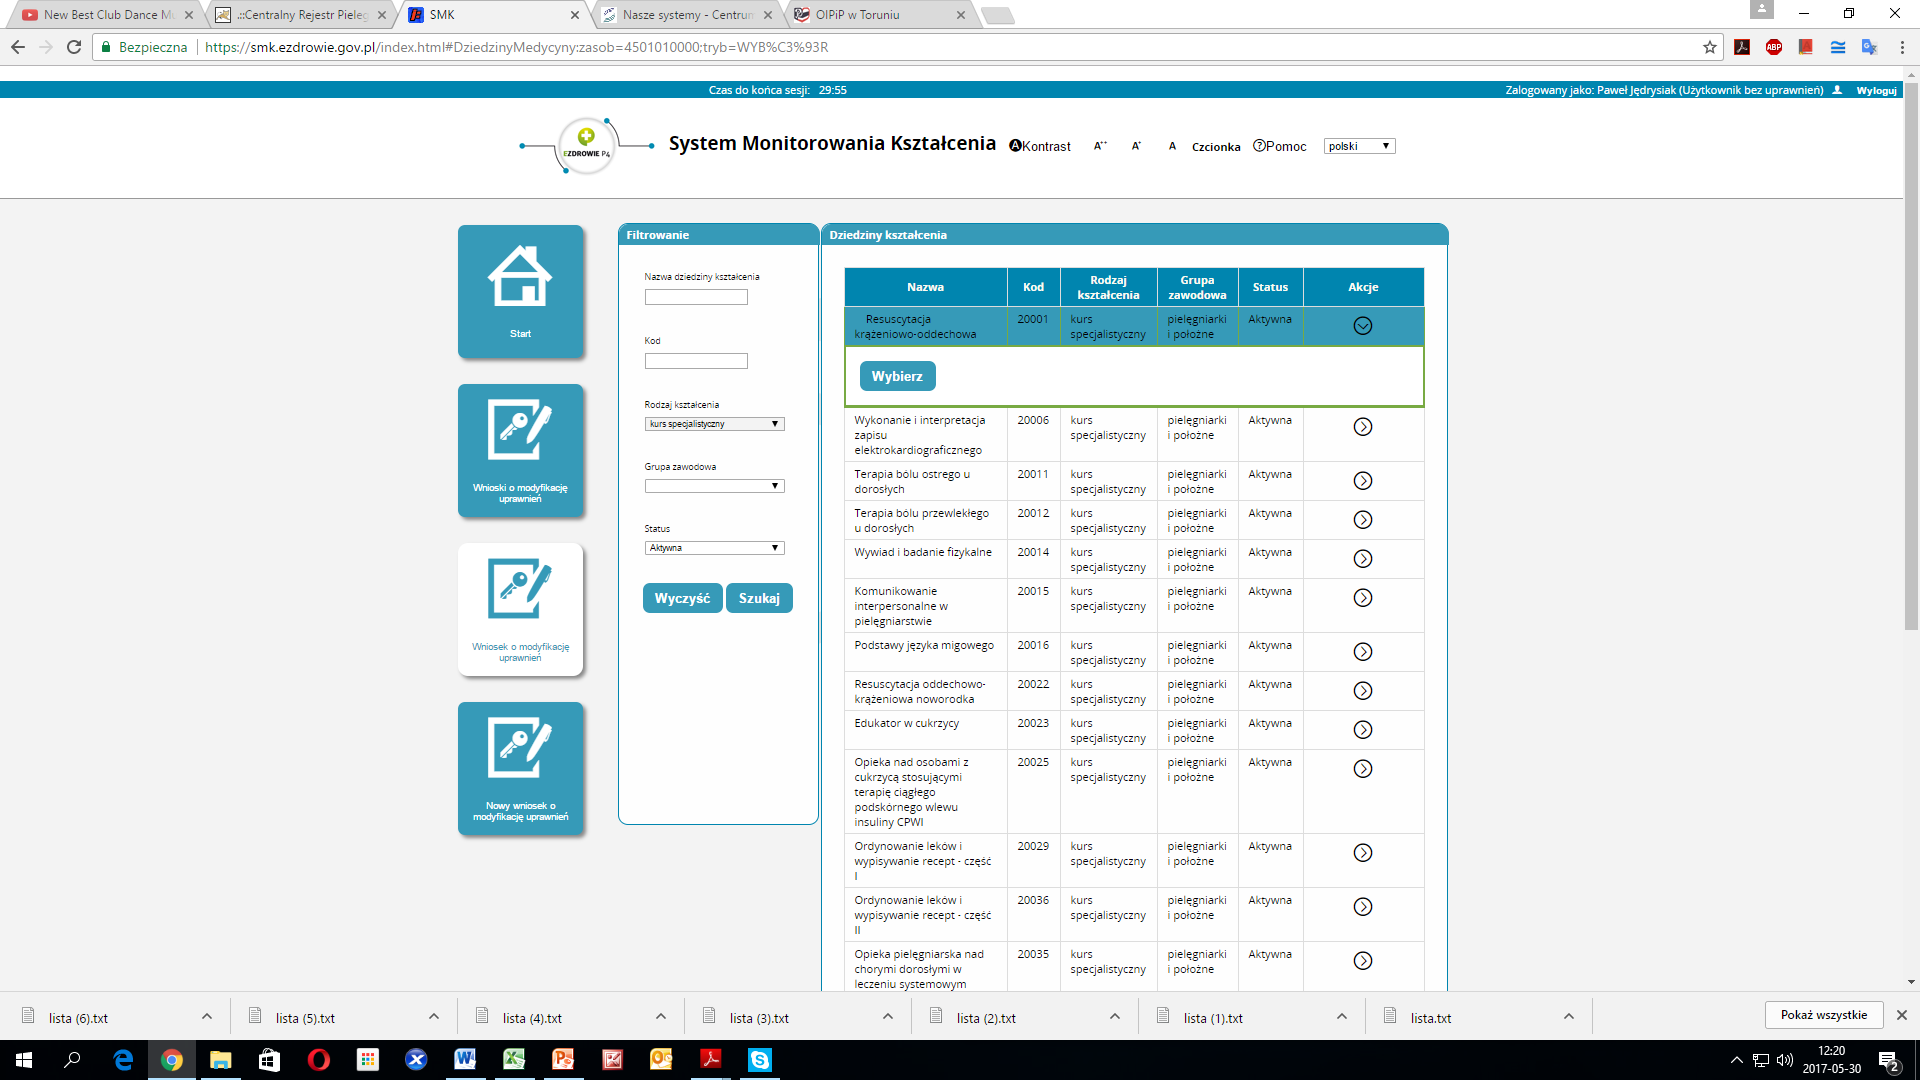 New Best Club Dance Mu
.::Centralny Rejestr Pieleg
SMK
Nasze systemy - Centrum
OIPiP w Toruniu
Bezpieczna
https://smk.ezdrowie.gov.pl/index.html#DziedzinyMedycyny:zasob=4501010000;tryb=WYB%C3%93R
ABP
Czas do końca sesji: 29:55
Zalogowany jako: Paweł Jędrysiak (Użytkownik bez uprawnień)
Wyloguj
EZDROWIE P4
System Monitorowania Kształcenia
A Kontrast
A++
A+
A
Czcionka
? Pomoc
polski
Start
Wnioski o modyfikację
uprawnień
Wniosek o modyfikację
uprawnień
Nowy wniosek o
modyfikację uprawnień
Filtrowanie
Nazwa dziedziny kształcenia
Kod
Rodzaj kształcenia
kurs specjalistyczny
Grupa zawodowa
Status
Aktywna
Wyczyść
Szukaj
Dziedziny kształcenia
Nazwa Kod Rodzaj kształcenia Grupa zawodowa Status Akcje
Resuscytacja 20001 kurs pielęgniarki Aktywna
krążeniowo-oddechowa specjalistyczny i położne
Wybierz
Wykonanie i interpretacja 20006 kurs pielęgniarki Aktywna
zapisu specjalistyczny i położne
elektrokardiograficznego
Terapia bólu ostrego u 20011 kurs pielęgniarki Aktywna
dorosłych specjalistyczny i położne
Terapia bólu przewlekłego 20012 kurs pielęgniarki Aktywna
u dorosłych specjalistyczny i położne
Wywiad i badanie fizykalne 20014 kurs pielęgniarki Aktywna
specjalistyczny i położne
Komunikowanie 20015 kurs pielęgniarki Aktywna
interpersonalne w specjalistyczny i położne
pielęgniarstwie
Podstawy języka migowego 20016 kurs pielęgniarki Aktywna
specjalistyczny i położne
Resuscytacja oddechowo- 20022 kurs pielęgniarki Aktywna
krążeniowa noworodka specjalistyczny i położne
Edukator w cukrzycy 20023 kurs pielęgniarki Aktywna
specjalistyczny i położne
Opieka nad osobami z 20025 kurs pielęgniarki Aktywna
cukrzycą stosującymi specjalistyczny i położne
terapię ciągłego
podskórnego wlewu
insuliny CPWI
Ordynowanie leków i 20029 kurs pielęgniarki Aktywna
wypisywanie recept - część specjalistyczny i położne
I
Ordynowanie leków i 20036 kurs pielęgniarki Aktywna
wypisywanie recept - część specjalistyczny i położne
II
Opieka pielęgniarska nad 20035 kurs pielęgniarki Aktywna
chorymi dorosłymi w specjalistyczny i położne
leczeniu systemowym
lista (6).txt
lista (5).txt
lista (4).txt
lista (3).txt
lista (2).txt
lista (1).txt
lista.txt
Pokaż wszystkie
12:20
2017-05-30
2